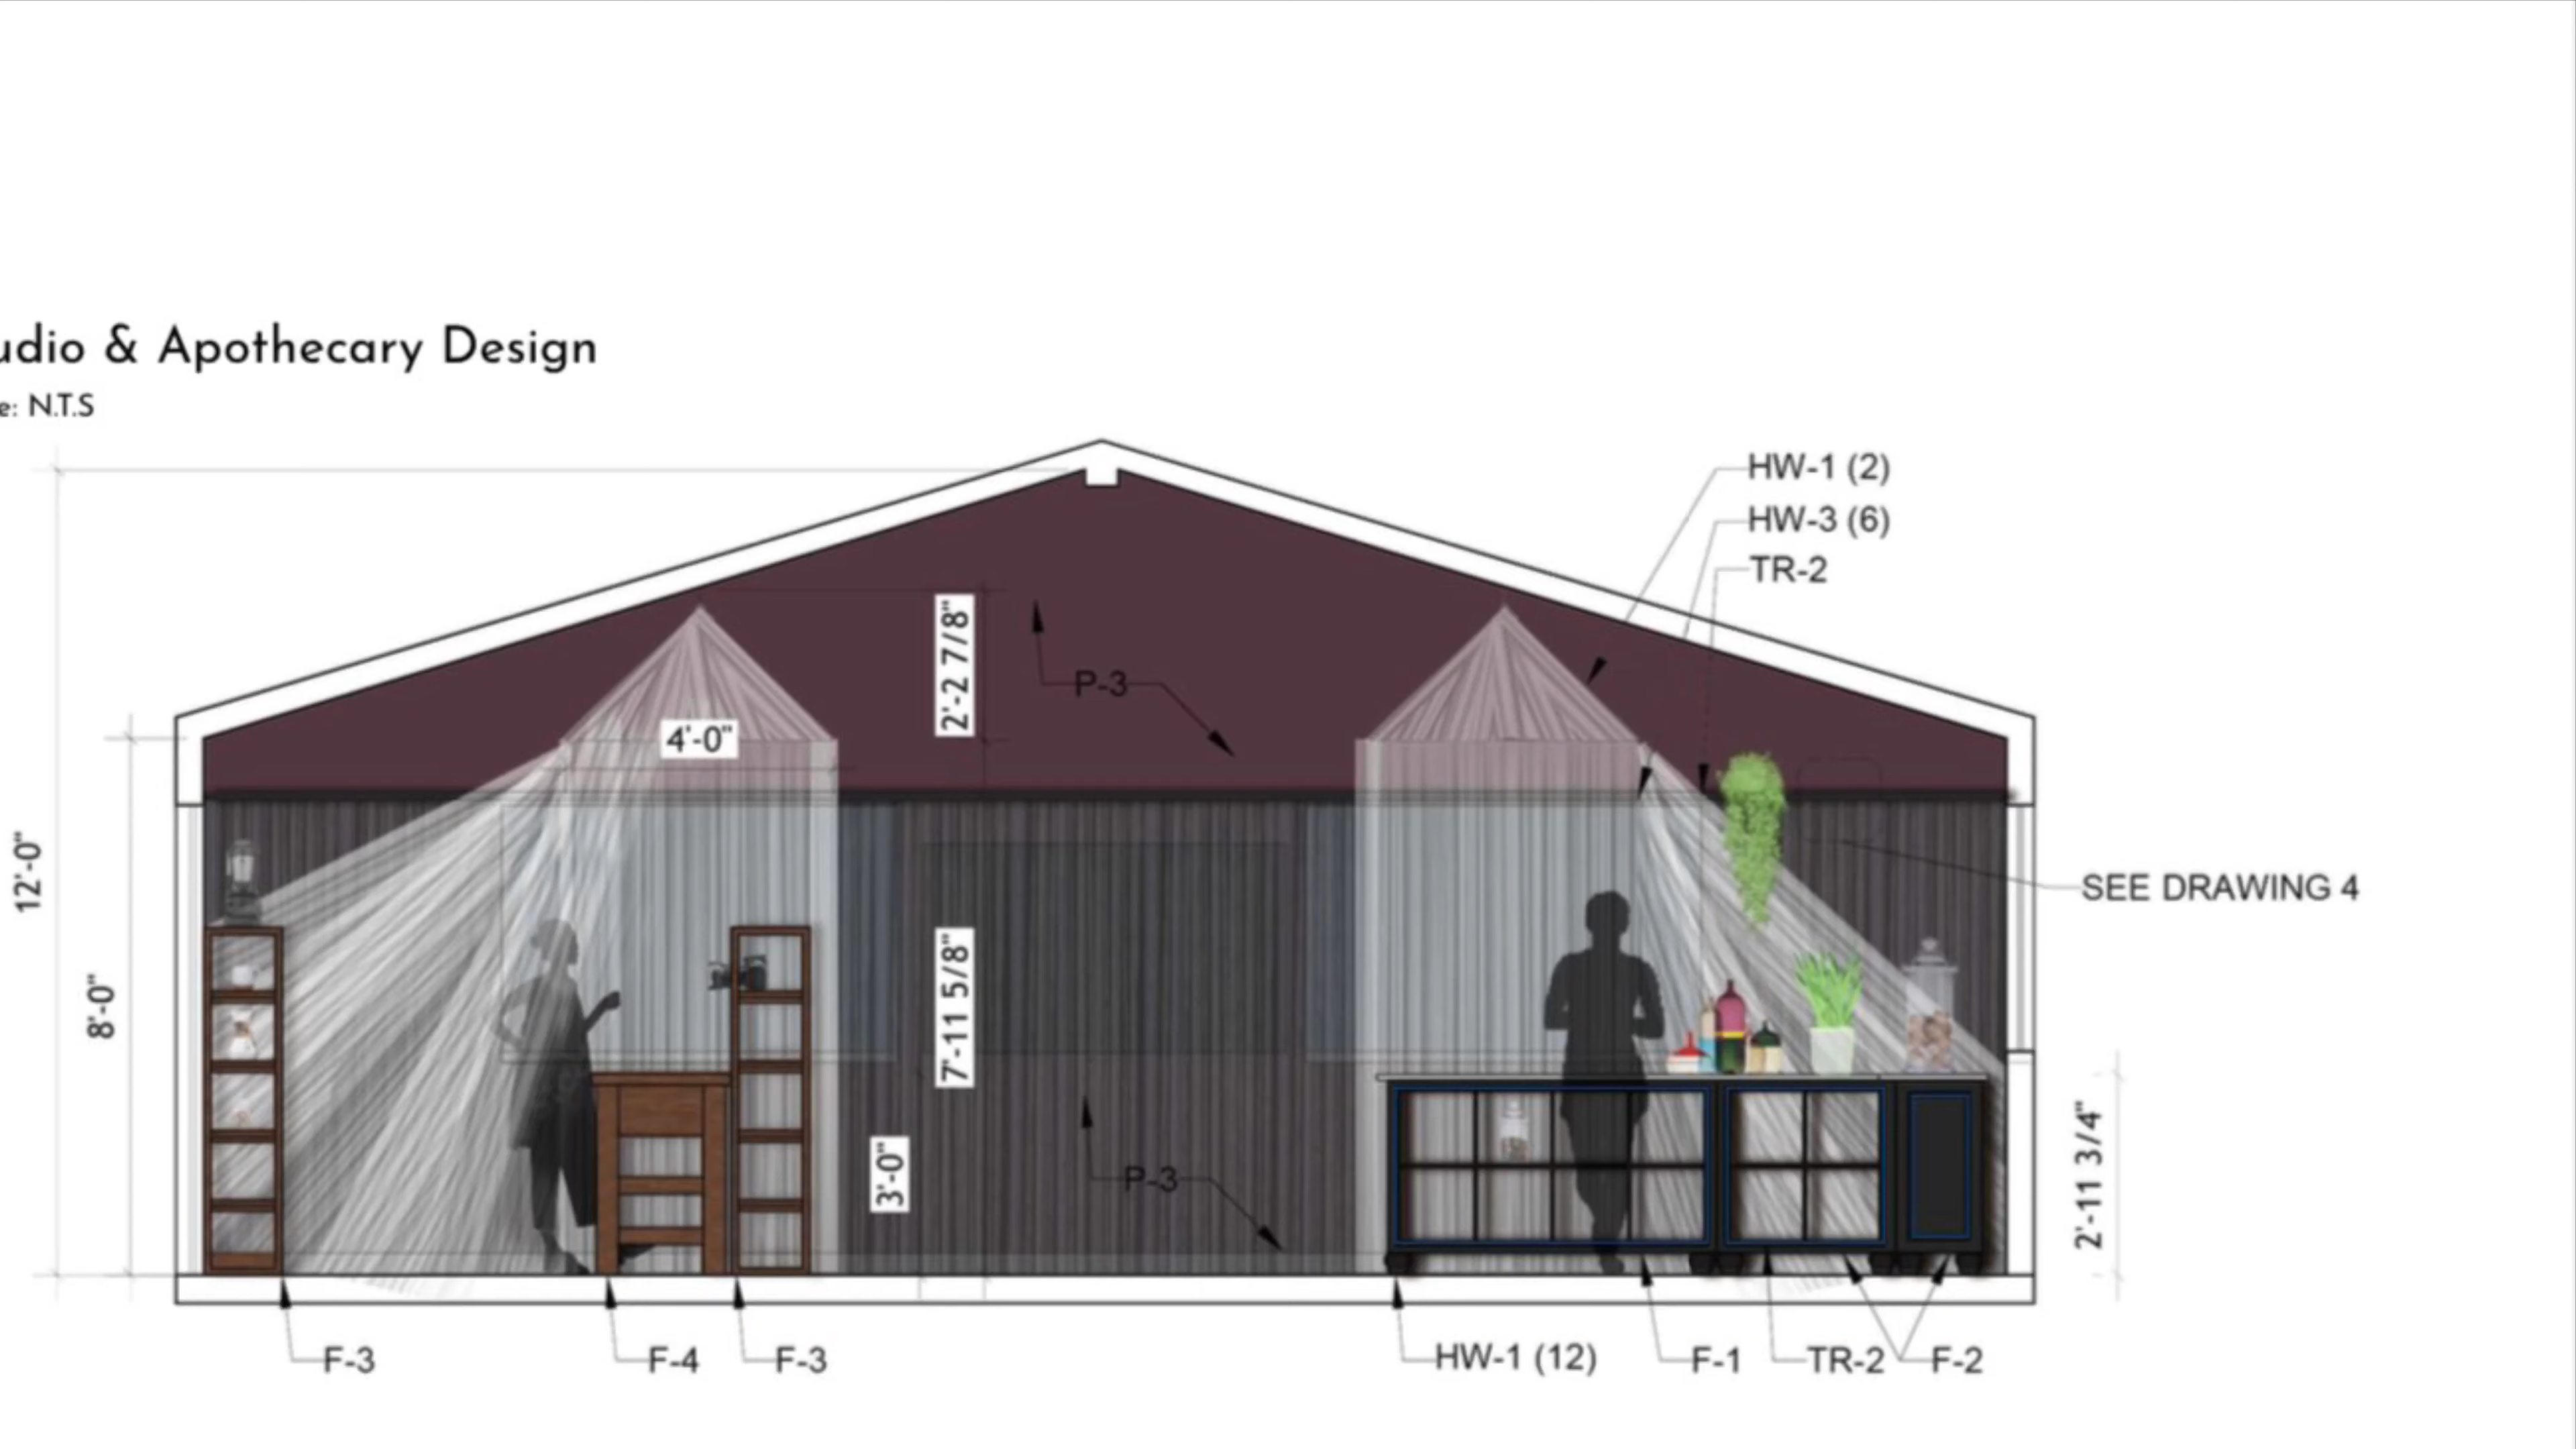 udio & Apothecary Design
e: N.T.S
HW-1 (2)
HW-3 (6)
TR-2
2'-2 7/8"
P-3
4'-0"
12'-0"
8'-0"
SEE DRAWING 4
7'-11 5/8"
3'-0"
P-3
2'-11 3/4"
F-3
F-4
F-3
HW-1 (12)
F-1
TR-2
F-2